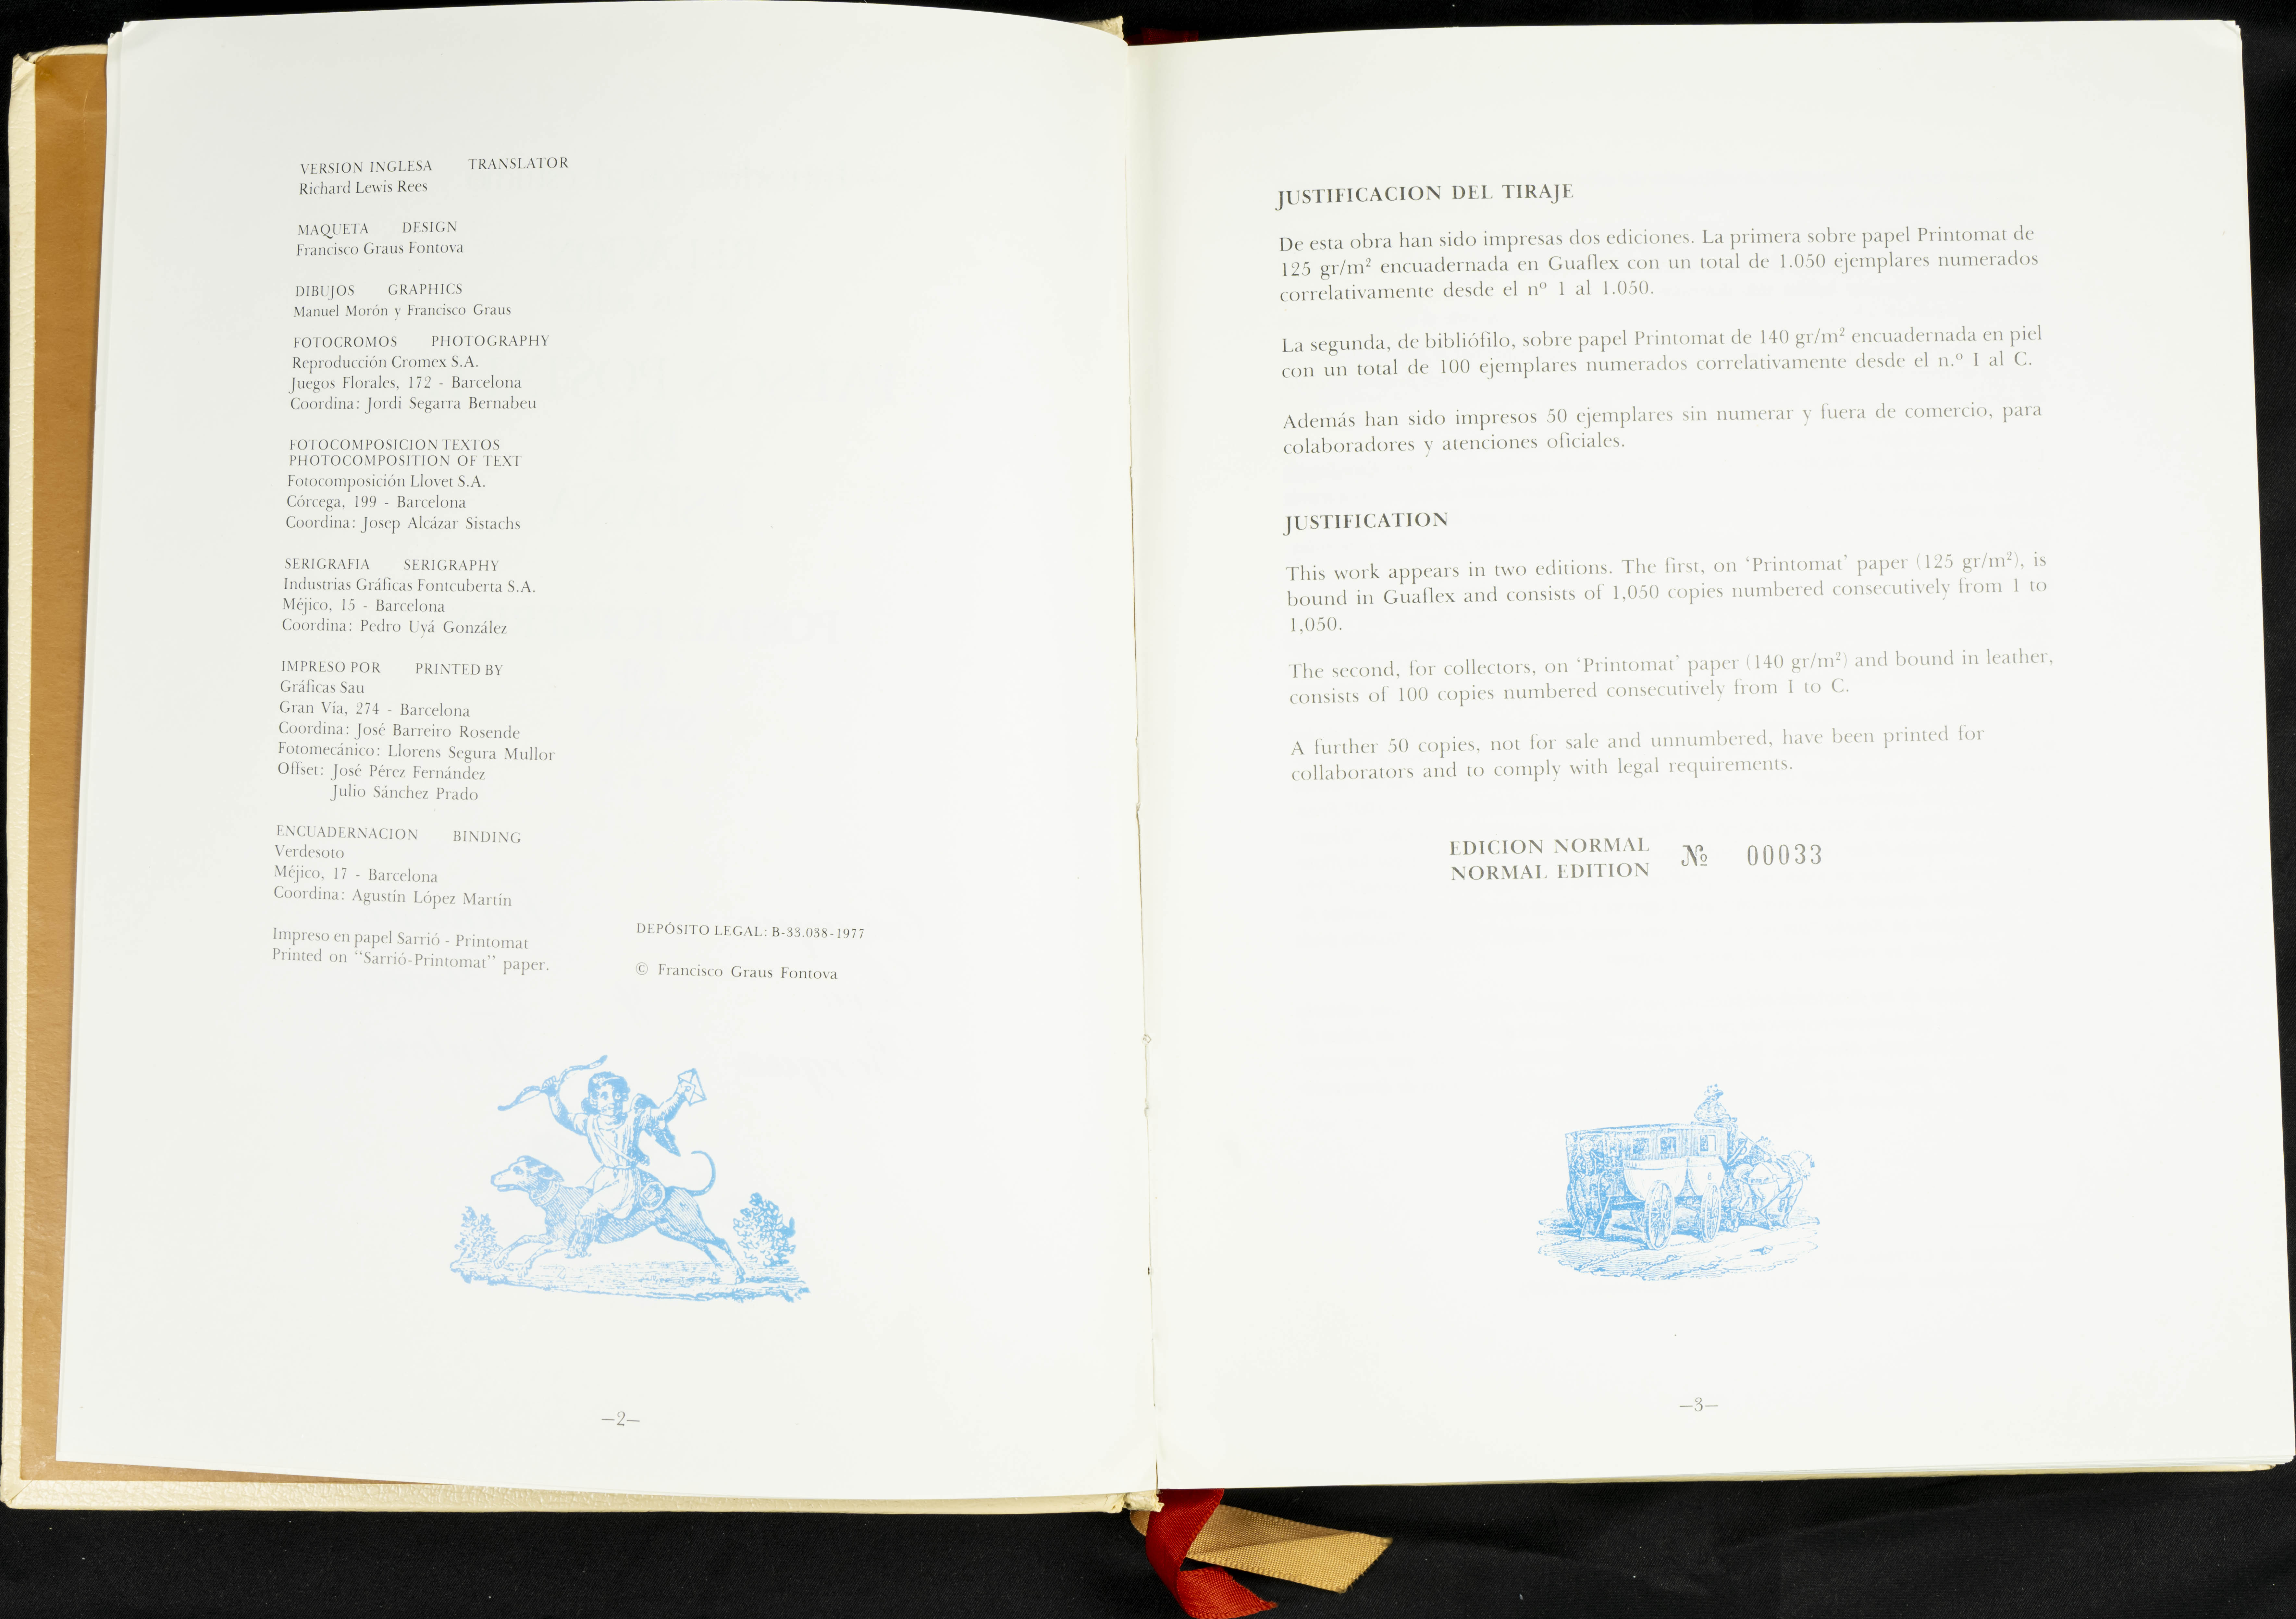 VERSION INGLESA TRANSLATOR
Richard Lewis Rees
MAQUETA DESIGN
Francisco Graus Fontova
DIBUJOS GRAPHICS
Manuel Morón y Francisco Graus
FOTOCROMOS PHOTOGRAPHY
Reproducción Cromex S.A.
Juegos Florales, 172 - Barcelona
Coordina: Jordi Segarra Bernabeu
FOTOCOMPOSICION TEXTOS
PHOTOCOMPOSITION OF TEXT
Fotocomposición Llovet S.A.
Córcega, 199 - Barcelona
Coordina: Josep Alcázar Sistachs
SERIGRAFIA SERIGRAPHY
Industrias Gráficas Fontcuberta S.A.
Méjico, 15 - Barcelona
Coordina: Pedro Uyá González
IMPRESO POR PRINTED BY
Gráficas Sau
Gran Vía, 274 - Barcelona
Coordina: José Barreiro Rosende
Fotomecánico: Llorens Segura Mullor
Offset: José Pérez Fernández
Julio Sánchez Prado
ENCUADERNACION BINDING
Verdesoto
Méjico, 17 - Barcelona
Coordina: Agustín López Martín
Impreso en papel Sarrió - Printomat
Printed on “Sarrió-Printomat” paper.
DEPÓSITO LEGAL: B-33.038-1977
© Francisco Graus Fontova
—2—
JUSTIFICACION DEL TIRAJE
De esta obra han sido impresas dos ediciones. La primera sobre papel Printomat de
125 gr/m² encuadernada en Guaflex con un total de 1.050 ejemplares numerados
correlativamente desde el nº 1 al 1.050.
La segunda, de bibliófilo, sobre papel Printomat de 140 gr/m² encuadernada en piel
con un total de 100 ejemplares numerados correlativamente desde el n.º I al C.
Además han sido impresos 50 ejemplares sin numerar y fuera de comercio, para
colaboradores y atenciones oficiales.
JUSTIFICATION
This work appears in two editions. The first, on ‘Printomat’ paper (125 gr/m²), is
bound in Guaflex and consists of 1,050 copies numbered consecutively from 1 to
1,050.
The second, for collectors, on ‘Printomat’ paper (140 gr/m²) and bound in leather,
consists of 100 copies numbered consecutively from I to C.
A further 50 copies, not for sale and unnumbered, have been printed for
collaborators and to comply with legal requirements.
EDICION NORMAL
NORMAL EDITION № 00033
—3—